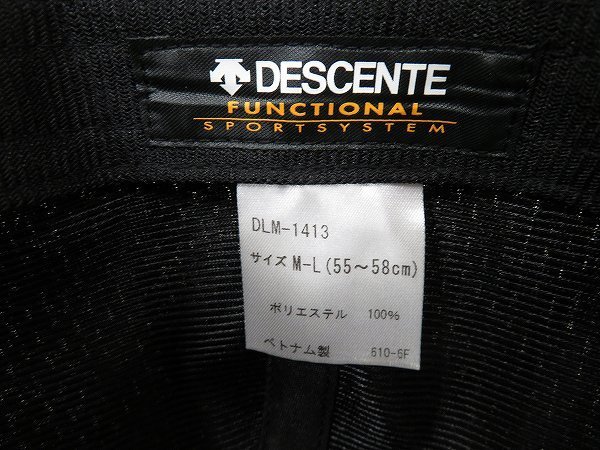 DESCENTE
FUNCTIONAL
SPORTSYSTEM
DLM-1413
サイズ M-L(55〜58cm)
ポリエステル 100%
ベトナム製 610-6F